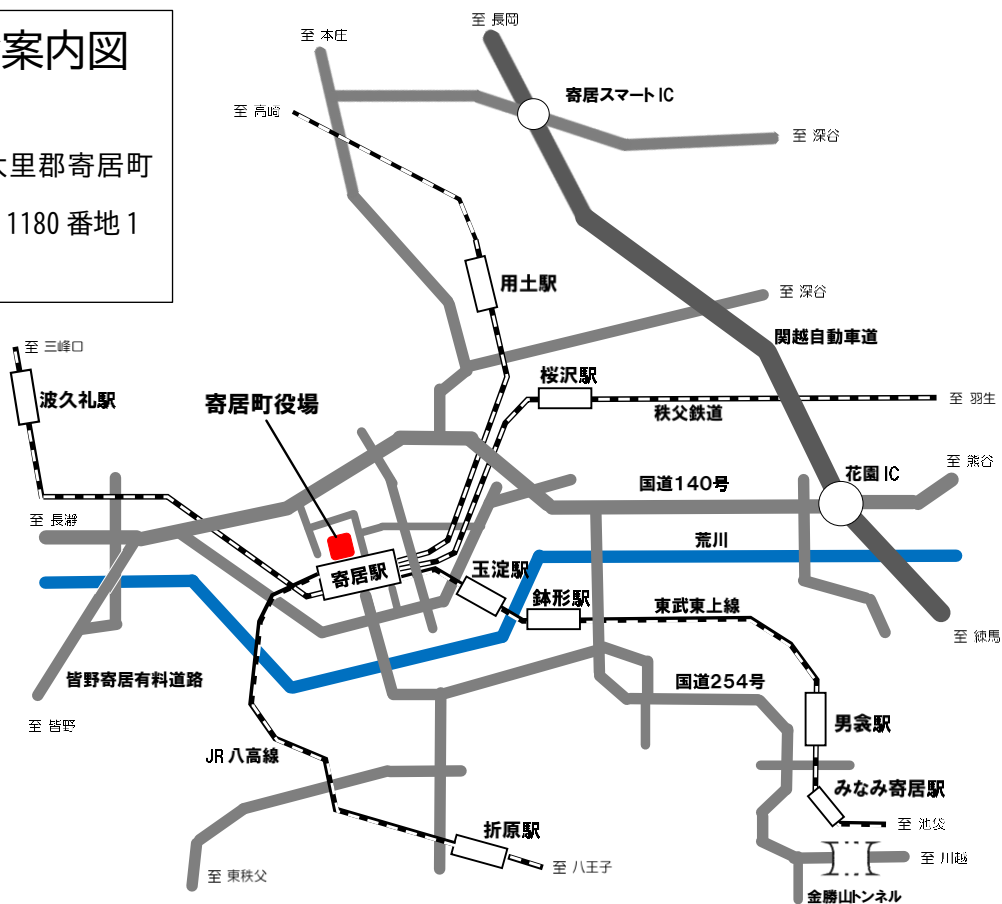 案内図
大里郡寄居町
1180 番地 1
至 長岡
至 本庄
寄居スマート IC
至 高崎
至 深谷
用土駅
至 深谷
関越自動車道
至 三峰口
桜沢駅
波久礼駅
寄居町役場
秩父鉄道
至 羽生
花園 IC
至 熊谷
国道140号
至 長瀞
荒川
玉淀駅
寄居駅
鉢形駅
東武東上線
至 練馬
皆野寄居有料道路
国道254号
至 皆野
男衾駅
JR 八高線
みなみ寄居駅
至 池袋
折原駅
至 八王子
至 川越
至 東秩父
金勝山トンネル